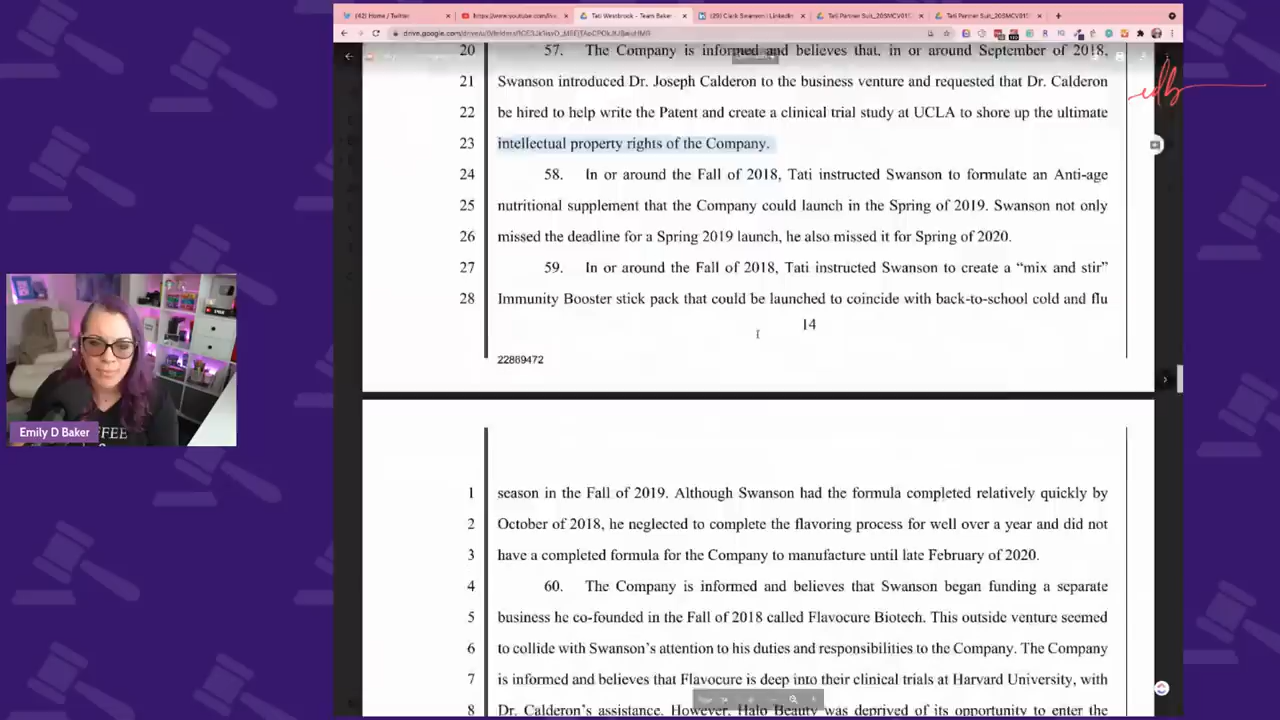 (42) Home / Twitter
Tati Westbrook - Team Baker
(29) Clark Swanson | LinkedIn
20 57. The Company is informed and believes that, in or around September of 2018,
21 Swanson introduced Dr. Joseph Calderon to the business venture and requested that Dr. Calderon
edb
22 be hired to help write the Patent and create a clinical trial study at UCLA to shore up the ultimate
23 intellectual property rights of the Company.
24 58. In or around the Fall of 2018, Tati instructed Swanson to formulate an Anti-age
25 nutritional supplement that the Company could launch in the Spring of 2019. Swanson not only
26 missed the deadline for a Spring 2019 launch, he also missed it for Spring of 2020.
27 59. In or around the Fall of 2018, Tati instructed Swanson to create a “mix and stir”
28 Immunity Booster stick pack that could be launched to coincide with back-to-school cold and flu
14
22869472
Emily D Baker
1 season in the Fall of 2019. Although Swanson had the formula completed relatively quickly by
2 October of 2018, he neglected to complete the flavoring process for well over a year and did not
3 have a completed formula for the Company to manufacture until late February of 2020.
4 60. The Company is informed and believes that Swanson began funding a separate
5 business he co-founded in the Fall of 2018 called Flavocure Biotech. This outside venture seemed
6 to collide with Swanson’s attention to his duties and responsibilities to the Company. The Company
7 is informed and believes that Flavocure is deep into their clinical trials at Harvard University, with
8 Dr. Calderon’s assistance. However, Halo Beauty was deprived of its opportunity to enter the